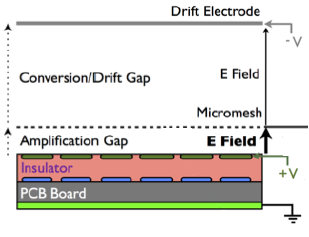 Drift Electrode
-V
Conversion/Drift Gap
E Field
Micromesh
Amplification Gap
E Field
Insulator
+V
PCB Board